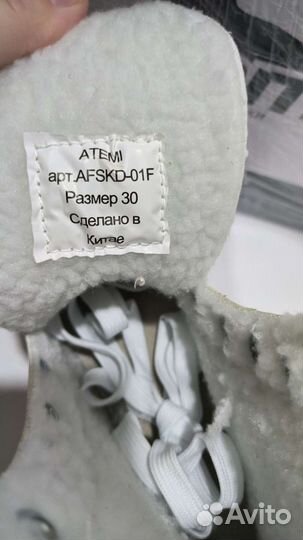 ATEMI
арт.AFSKD-01F
Размер 30
Сделано в
Китае
Avito